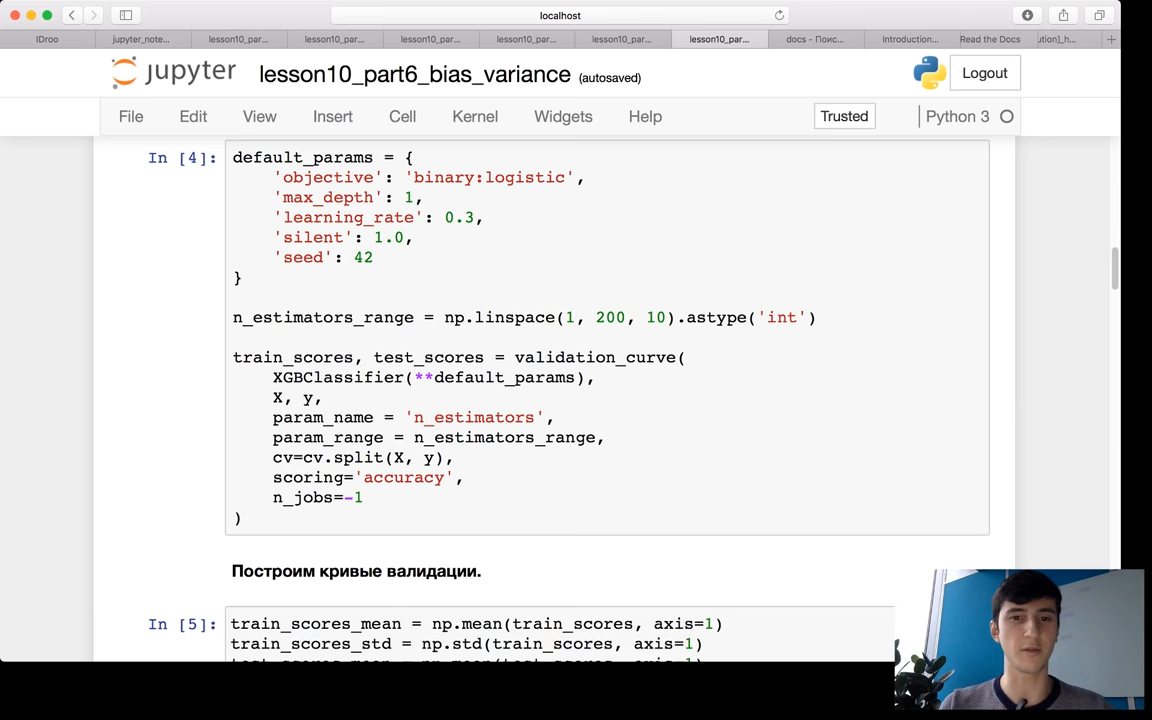 localhost
IDroo
jupyter_note...
lesson10_par...
lesson10_par...
lesson10_par...
lesson10_par...
lesson10_par...
lesson10_par...
docs - Поис...
Introduction...
Read the Docs
ution]_h...
jupyter
lesson10_part6_bias_variance (autosaved)
Logout
File
Edit
View
Insert
Cell
Kernel
Widgets
Help
Trusted
Python 3
In [4]:
default_params = {
'objective': 'binary:logistic',
'max_depth': 1,
'learning_rate': 0.3,
'silent': 1.0,
'seed': 42
}
n_estimators_range = np.linspace(1, 200, 10).astype('int')
train_scores, test_scores = validation_curve(
XGBClassifier(**default_params),
X, y,
param_name = 'n_estimators',
param_range = n_estimators_range,
cv=cv.split(X, y),
scoring='accuracy',
n_jobs=-1
)
Построим кривые валидации.
In [5]:
train_scores_mean = np.mean(train_scores, axis=1)
train_scores_std = np.std(train_scores, axis=1)